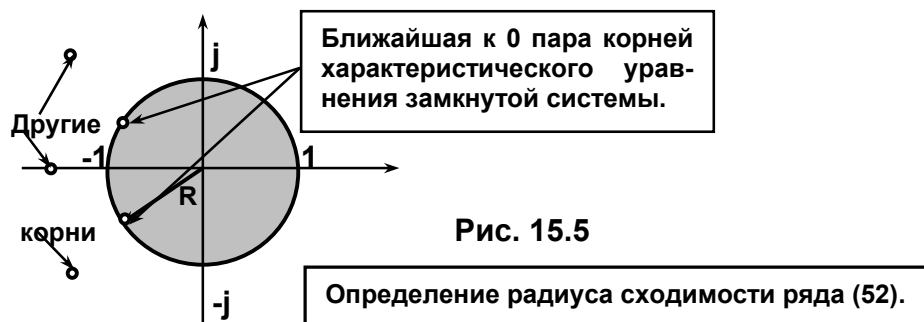 j
Ближайшая к 0 пара корней
характеристического урав-
нения замкнутой системы.
Другие
-1
1
R
корни
Рис. 15.5
-j
Определение радиуса сходимости ряда (52).